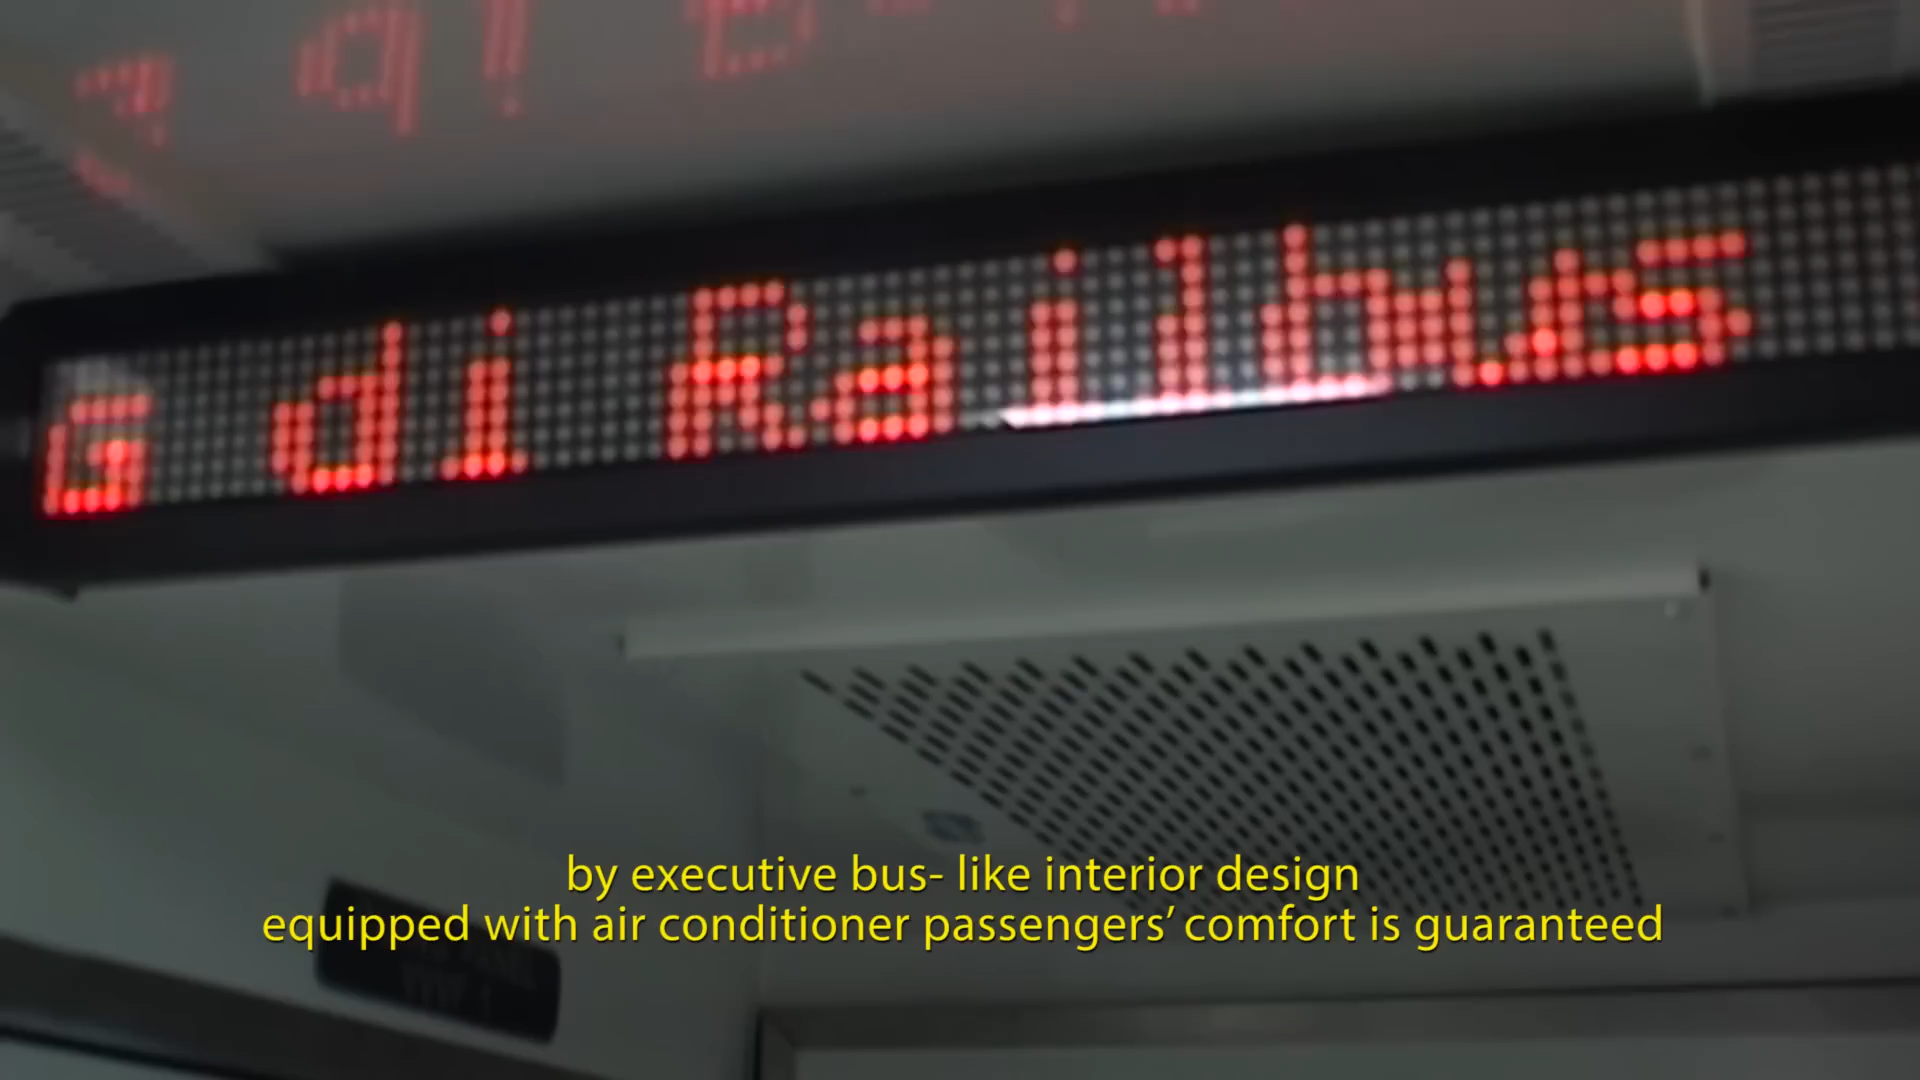 G di Railbus
by executive bus- like interior design
equipped with air conditioner passengers’ comfort is guaranteed